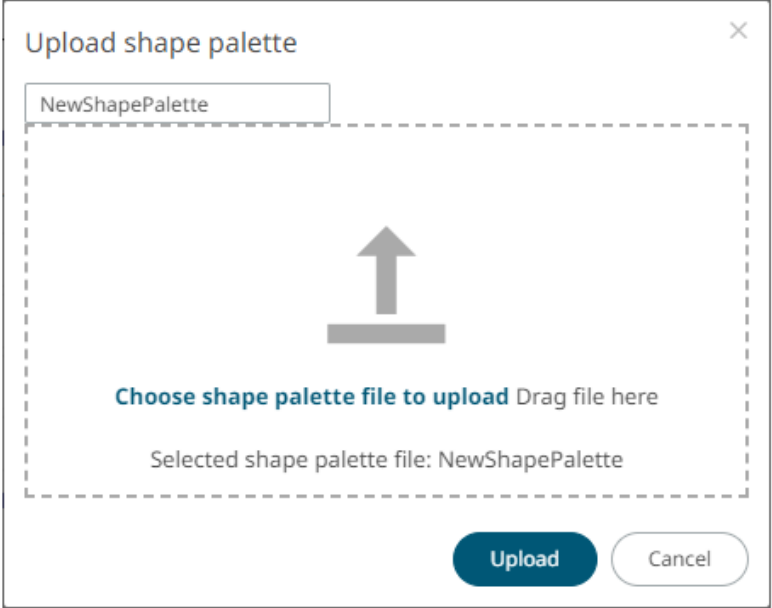 Upload shape palette
NewShapePalette
Choose shape palette file to upload Drag file here
Selected shape palette file: NewShapePalette
Upload Cancel